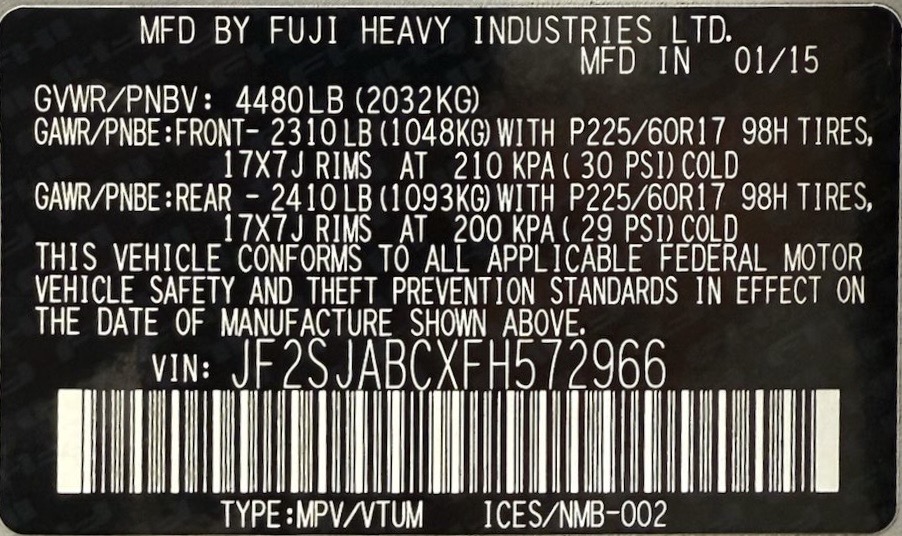 MFD BY FUJI HEAVY INDUSTRIES LTD.
MFD IN 01/15
GVWR/PNBV: 4480LB (2032KG)
GAWR/PNBE:FRONT- 2310LB (1048KG) WITH P225/60R17 98H TIRES,
17X7J RIMS AT 210 KPA ( 30 PSI) COLD
GAWR/PNBE:REAR - 2410LB (1093KG) WITH P225/60R17 98H TIRES,
17X7J RIMS AT 200 KPA ( 29 PSI) COLD
THIS VEHICLE CONFORMS TO ALL APPLICABLE FEDERAL MOTOR
VEHICLE SAFETY AND THEFT PREVENTION STANDARDS IN EFFECT ON
THE DATE OF MANUFACTURE SHOWN ABOVE.
VIN: JF2SJABCXFH572966
TYPE:MPV/VTUM ICES/NMB-002